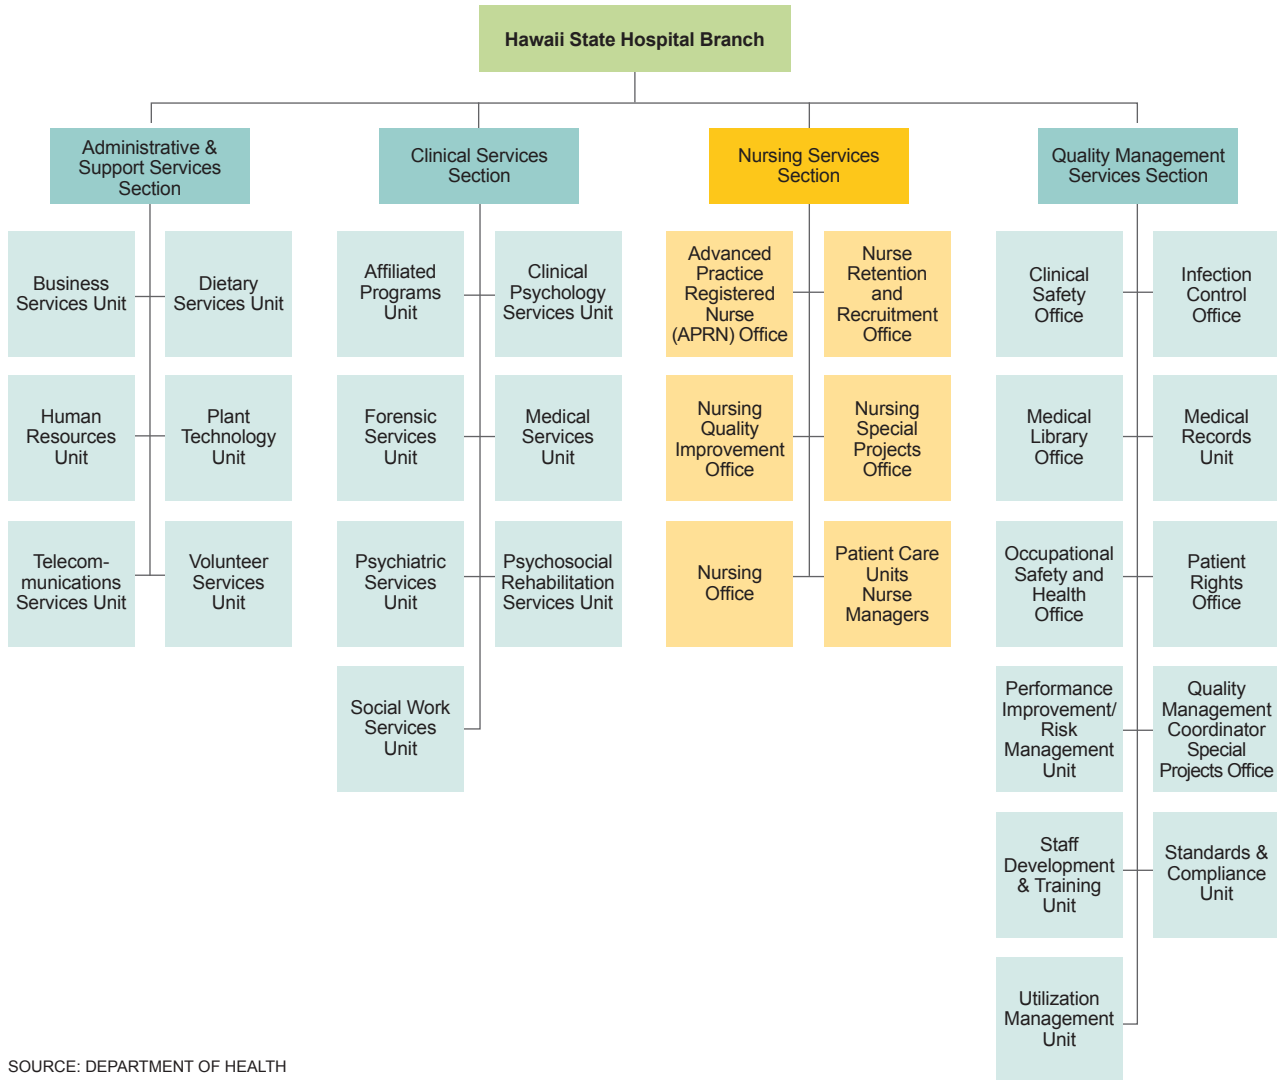 Hawaii State Hospital Branch
Administrative &
Support Services
Section
Clinical Services
Section
Nursing Services
Section
Quality Management
Services Section
Business
Services Unit
Dietary
Services Unit
Human
Resources
Unit
Plant
Technology
Unit
Telecom-
munications
Services Unit
Volunteer
Services
Unit
Affiliated
Programs
Unit
Clinical
Psychology
Services Unit
Forensic
Services
Unit
Medical
Services
Unit
Psychiatric
Services
Unit
Psychosocial
Rehabilitation
Services Unit
Social Work
Services
Unit
Advanced
Practice
Registered
Nurse
(APRN) Office
Nurse
Retention
and
Recruitment
Office
Nursing
Quality
Improvement
Office
Nursing
Special
Projects
Office
Nursing
Office
Patient Care
Units
Nurse
Managers
Clinical
Safety
Office
Infection
Control
Office
Medical
Library
Office
Medical
Records
Unit
Occupational
Safety and
Health
Office
Patient
Rights
Office
Performance
Improvement/
Risk
Management
Unit
Quality
Management
Coordinator
Special
Projects Office
Staff
Development
& Training
Unit
Standards &
Compliance
Unit
Utilization
Management
Unit
SOURCE: DEPARTMENT OF HEALTH